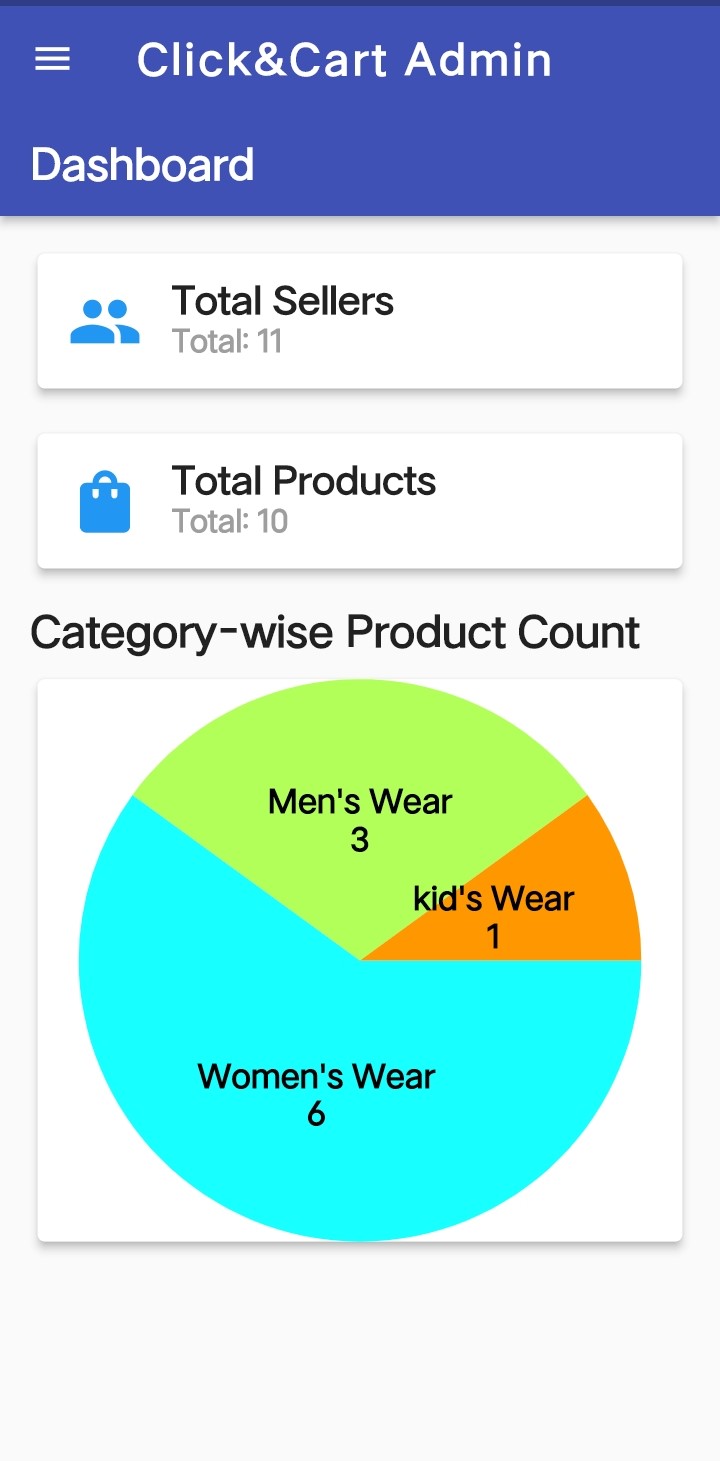 Click&Cart Admin
Dashboard
Total Sellers
Total: 11
Total Products
Total: 10
Category-wise Product Count
Men's Wear
3
kid's Wear
1
Women's Wear
6